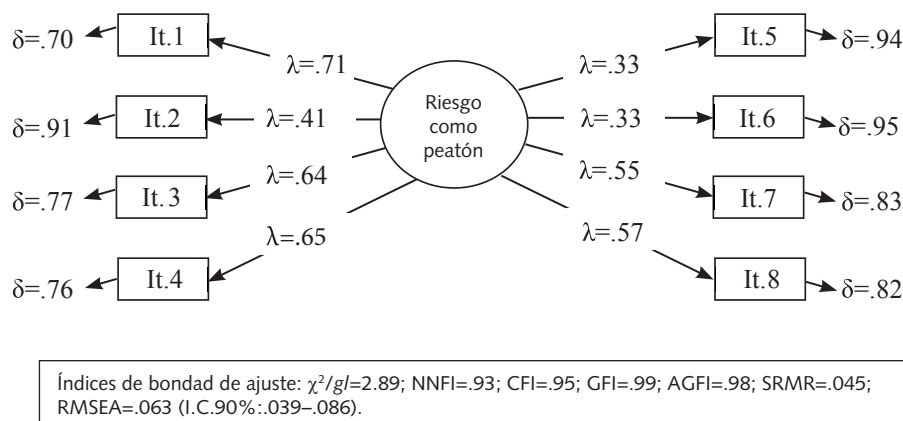 δ=.70 It.1 λ=.71 λ=.33 It.5 δ=.94
δ=.91 It.2 λ=.41 Riesgo como peatón λ=.33 It.6 δ=.95
δ=.77 It.3 λ=.64 λ=.55 It.7 δ=.83
δ=.76 It.4 λ=.65 λ=.57 It.8 δ=.82
Índices de bondad de ajuste: χ²/gl=2.89; NNFI=.93; CFI=.95; GFI=.99; AGFI=.98; SRMR=.045;
RMSEA=.063 (I.C.90%:.039–.086).